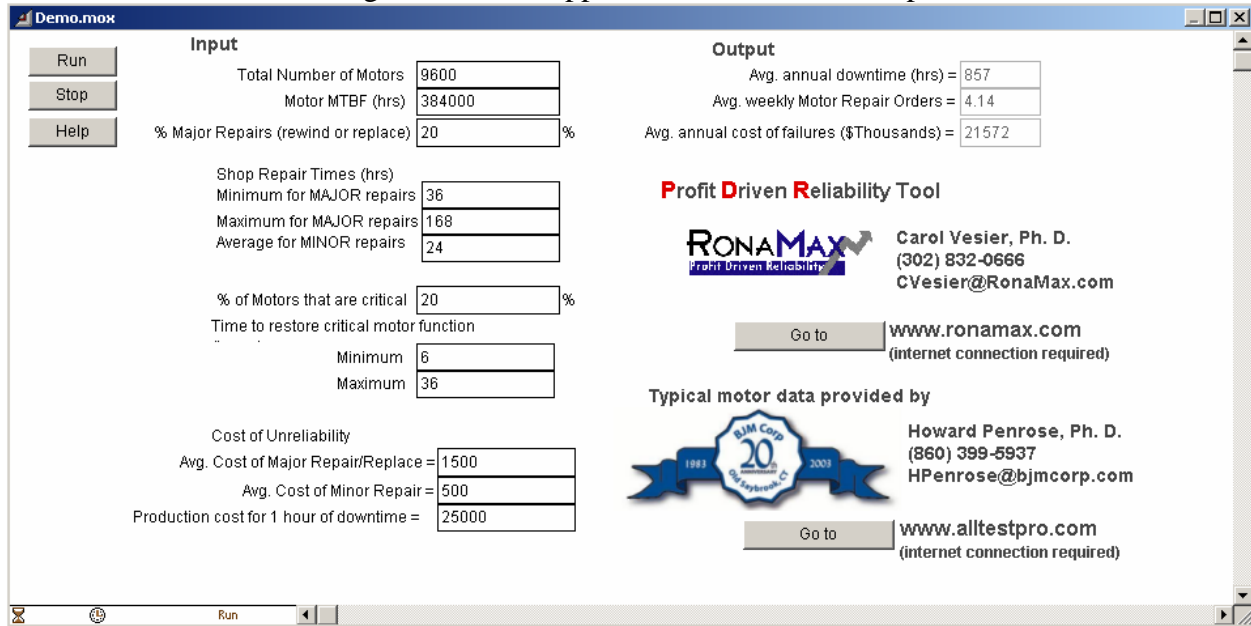 Demo.mox
Run
Stop
Help
Input
Total Number of Motors 9600
Motor MTBF (hrs) 384000
% Major Repairs (rewind or replace) 20 %
Shop Repair Times (hrs)
Minimum for MAJOR repairs 36
Maximum for MAJOR repairs 168
Average for MINOR repairs 24
% of Motors that are critical 20 %
Time to restore critical motor function
Minimum 6
Maximum 36
Cost of Unreliability
Avg. Cost of Major Repair/Replace = 1500
Avg. Cost of Minor Repair = 500
Production cost for 1 hour of downtime = 25000
Output
Avg. annual downtime (hrs) = 857
Avg. weekly Motor Repair Orders = 4.14
Avg. annual cost of failures ($Thousands) = 21572
Profit Driven Reliability Tool
RONAMAX
Profit Driven Reliability
Carol Vesier, Ph. D.
(302) 832-0666
CVesier@RonaMax.com
Go to www.ronamax.com
(internet connection required)
Typical motor data provided by
BJM Corp
1983 20th 2003
ANNIVERSARY
Old Saybrook, CT
Howard Penrose, Ph. D.
(860) 399-5937
HPenrose@bjmcorp.com
Go to www.alltestpro.com
(internet connection required)
Run